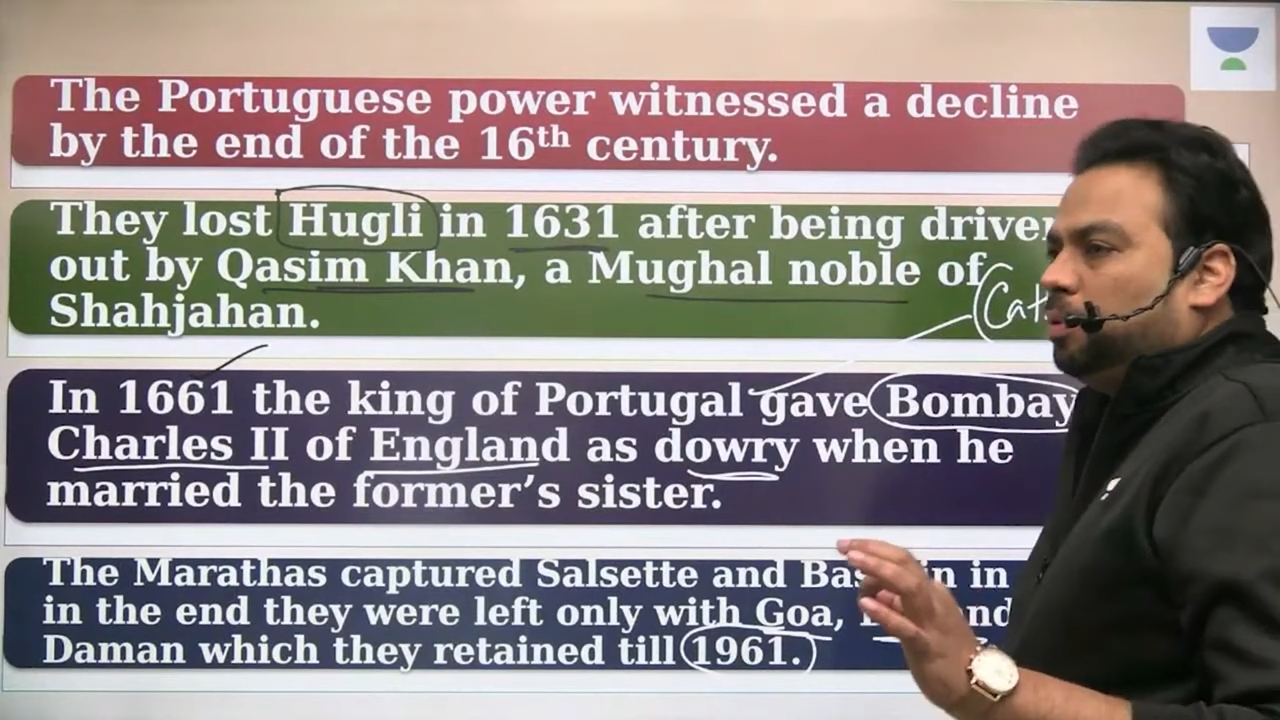 The Portuguese power witnessed a decline
by the end of the 16th century.
They lost Hugli in 1631 after being
out by Qasim Khan, a Mughal noble of
Shahjahan.
In 1661 the king of Portugal gave Bombay
Charles II of England as dowry when he
married the former’s sister.
The Marathas captured Salsette and in
in the end they were left only with Goa,
Daman which they retained till 1961.